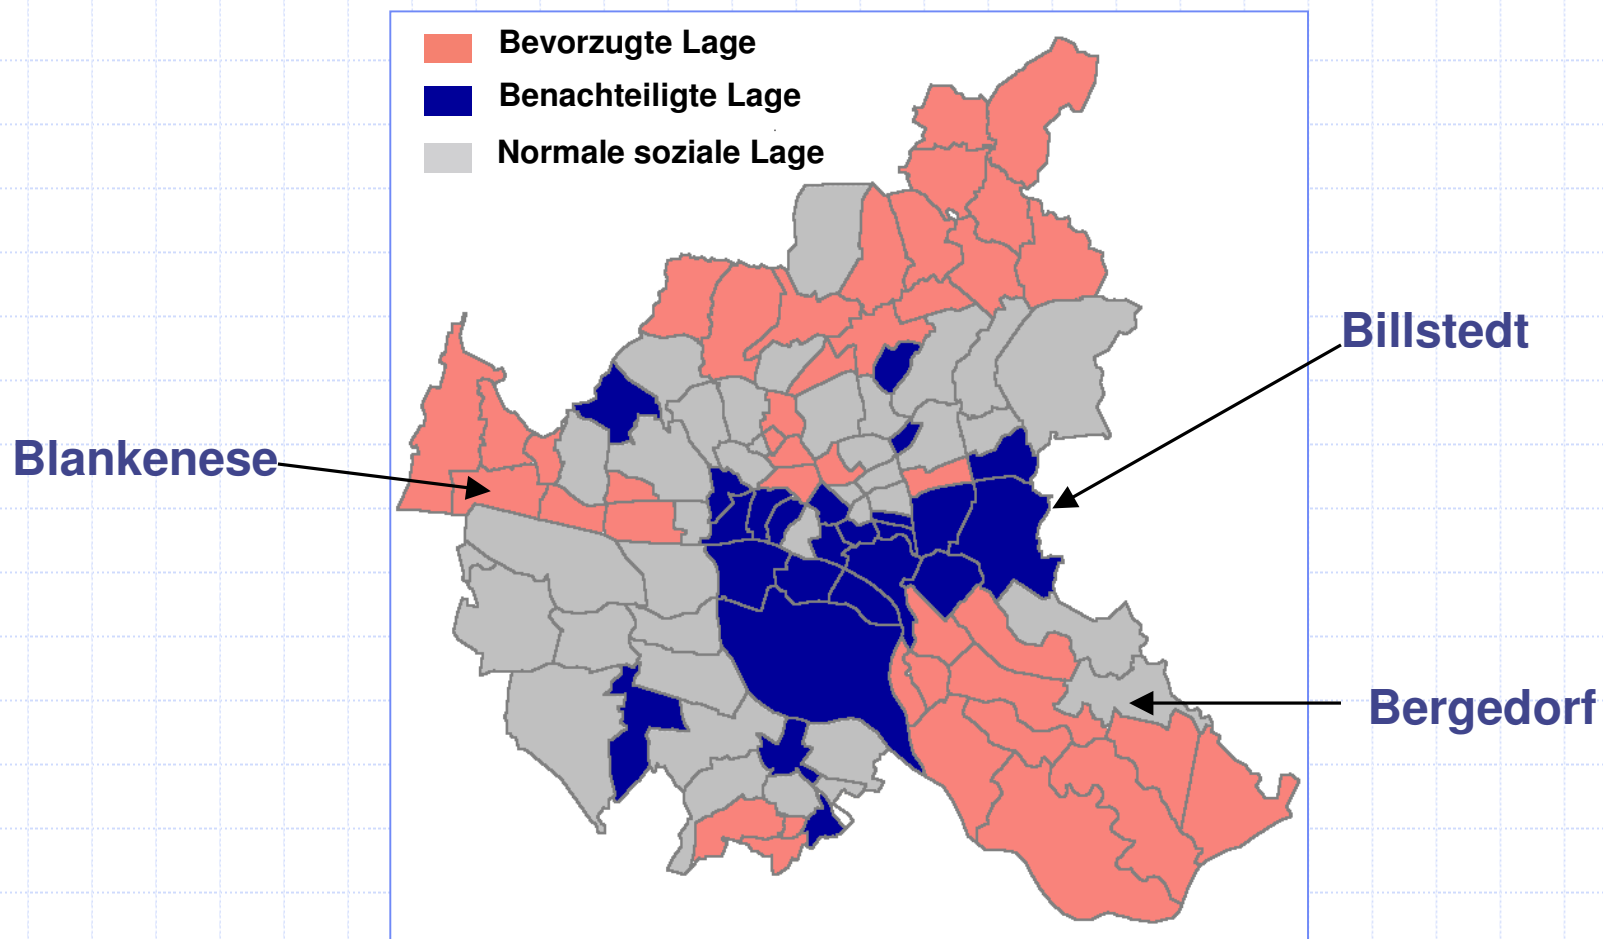 Bevorzugte Lage
Benachteiligte Lage
Normale soziale Lage
Billstedt
Blankenese
Bergedorf